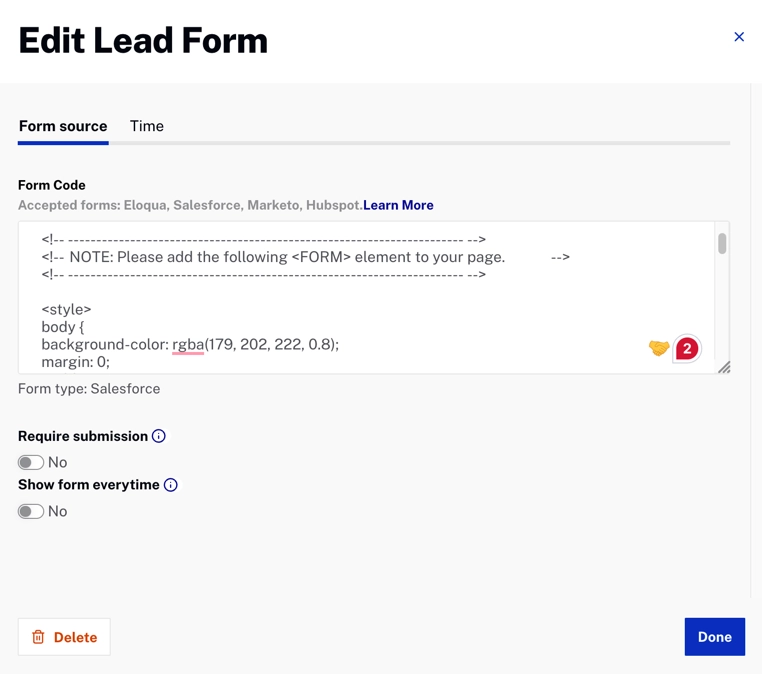 Edit Lead Form
Form source
Time
Form Code
Accepted forms: Eloqua, Salesforce, Marketo, Hubspot.Learn More
<!-- ------------------------------------------------------------------ -->
<!-- NOTE: Please add the following <FORM> element to your page. -->
<!-- ------------------------------------------------------------------ -->
<style>
body {
background-color: rgba(179, 202, 222, 0.8);
margin: 0;
2
Form type: Salesforce
Require submission
No
Show form everytime
No
Delete
Done